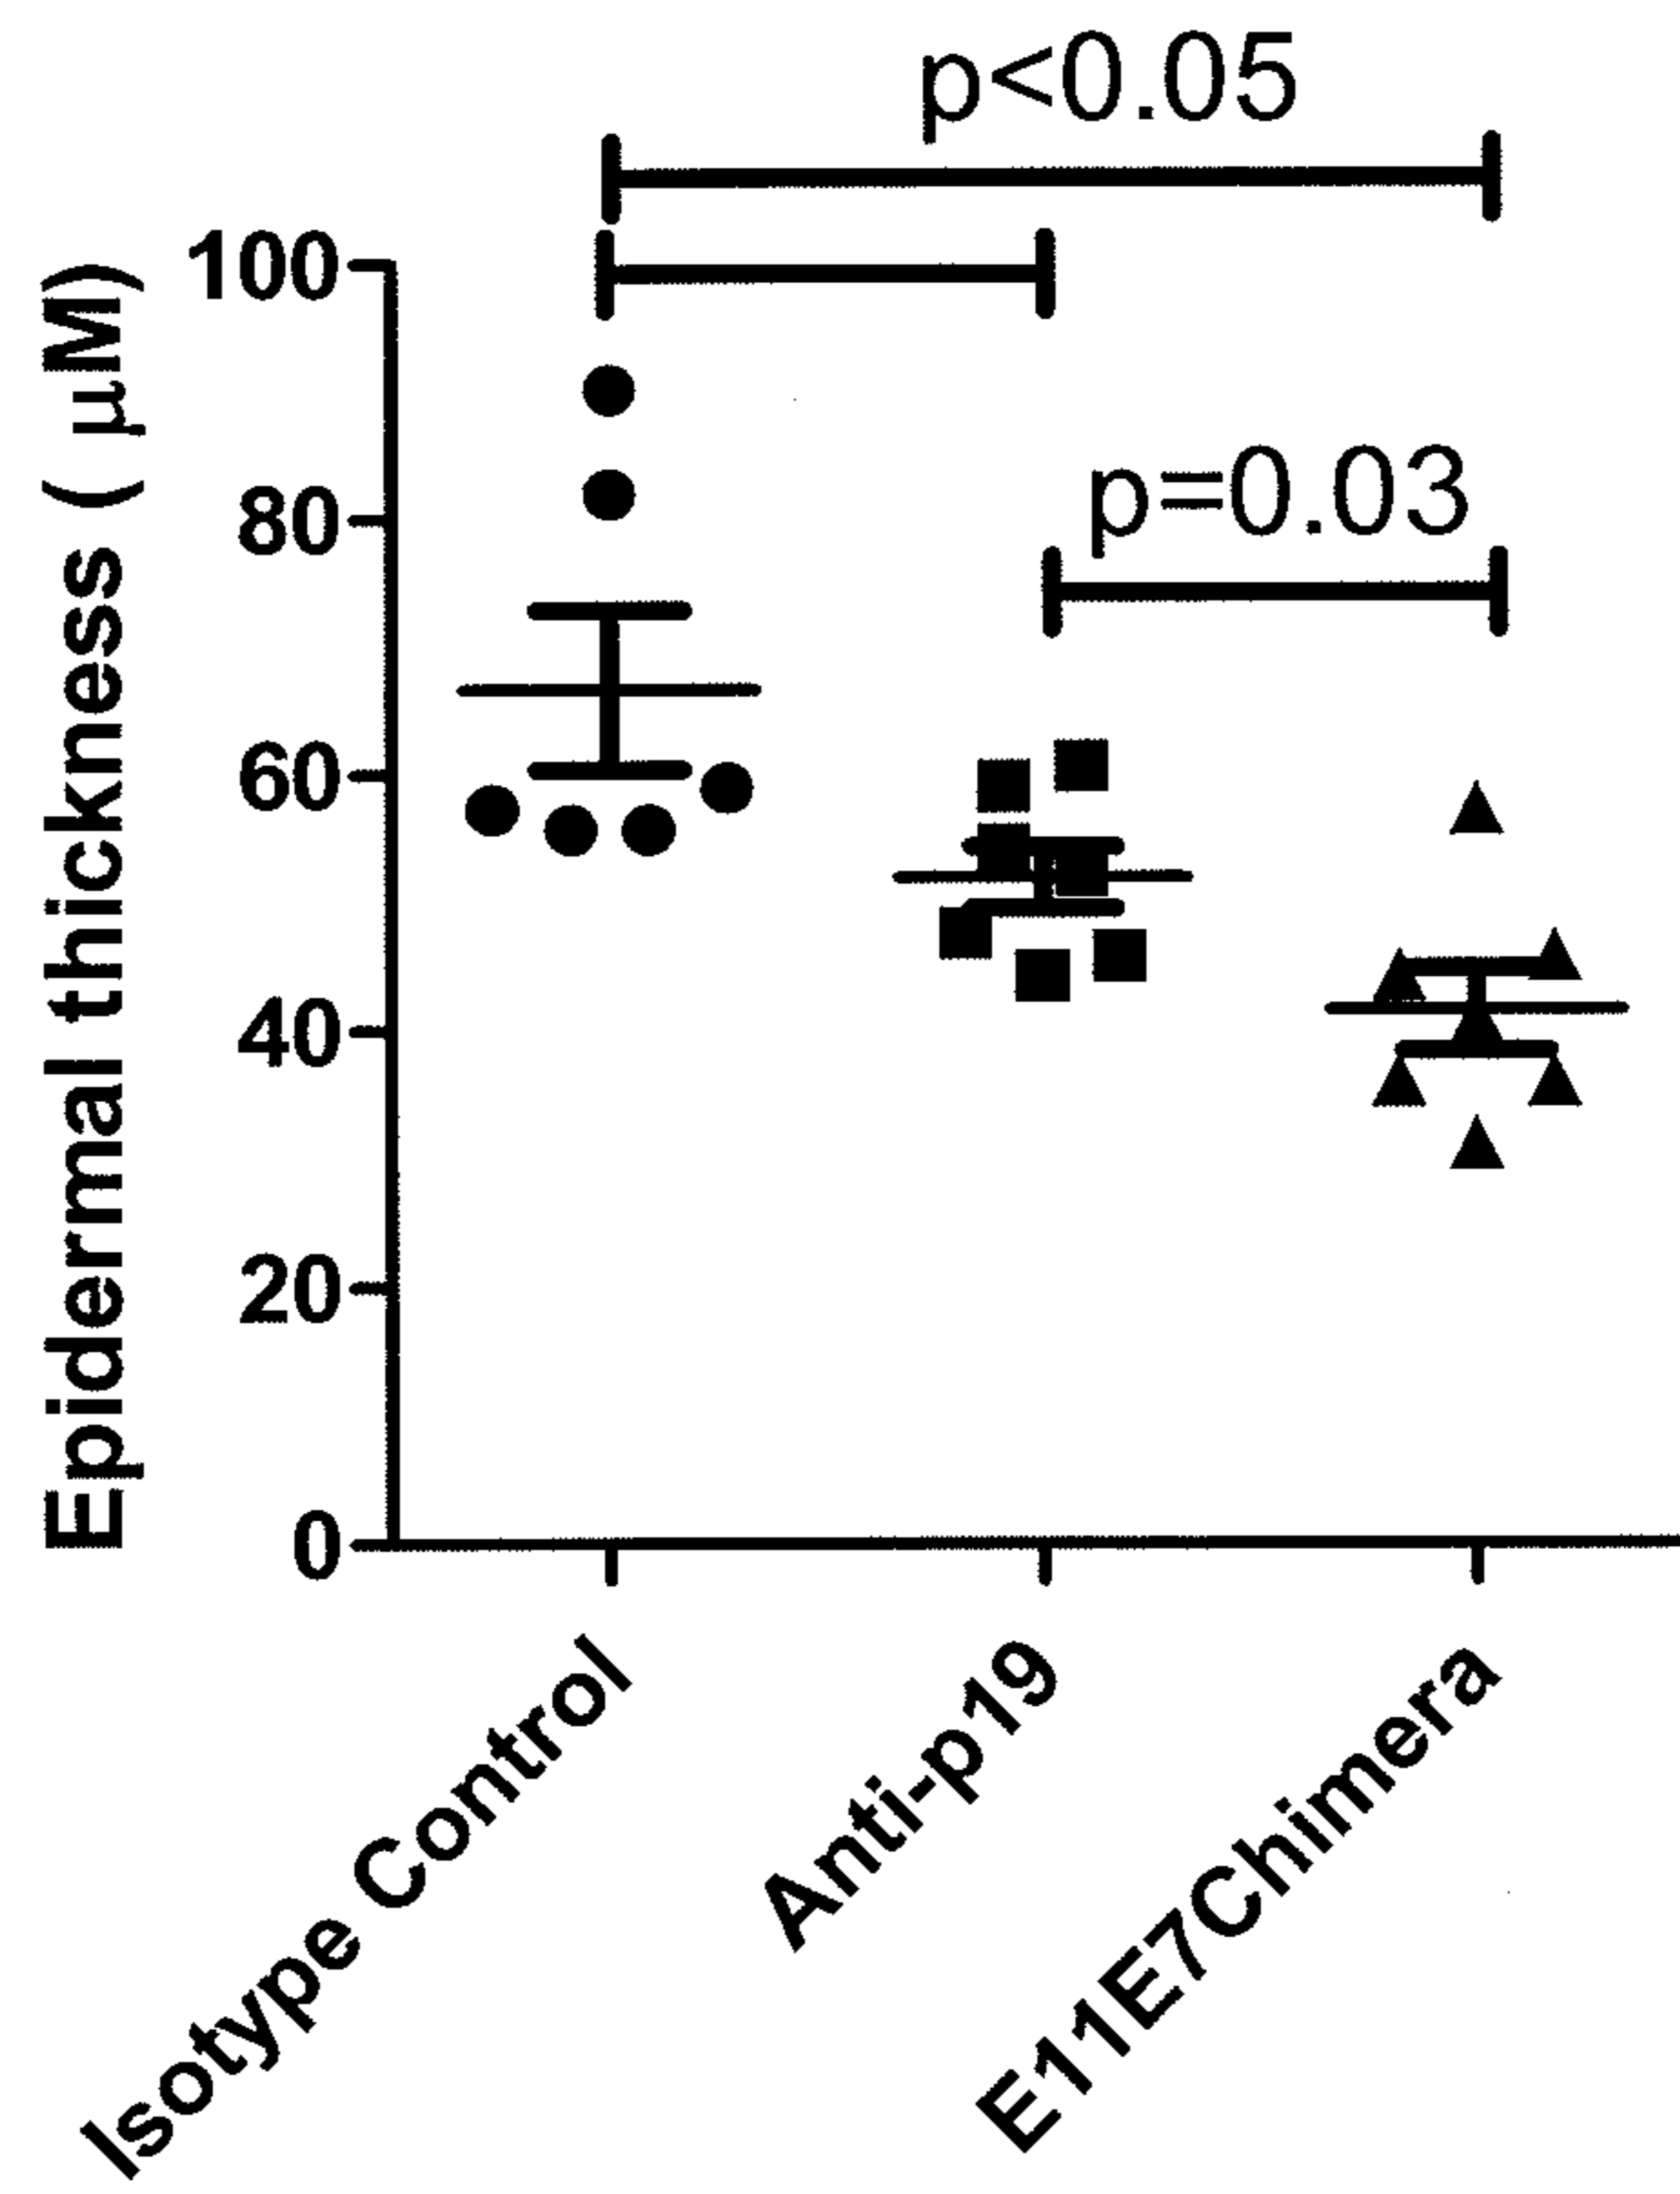 p<0.05
p=0.03
Epidermal thickness ( µM)
100
80
60
40
20
0
Isotype Control
Anti-p19
E11E7Chimera